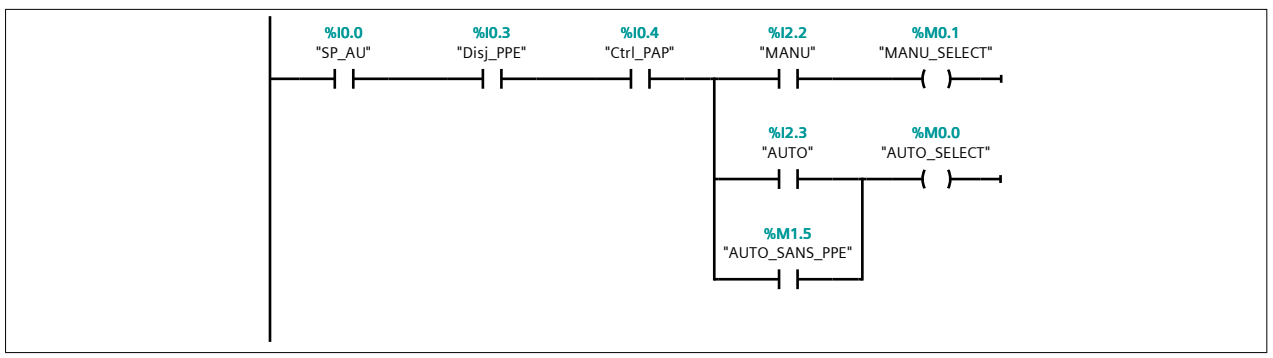 %I0.0 %I0.3 %I0.4 %I2.2 %M0.1
"SP_AU" "Disj_PPE" "Ctrl_PAP" "MANU" "MANU_SELECT"
%I2.3 %M0.0
"AUTO" "AUTO_SELECT"
%M1.5
"AUTO_SANS_PPE"